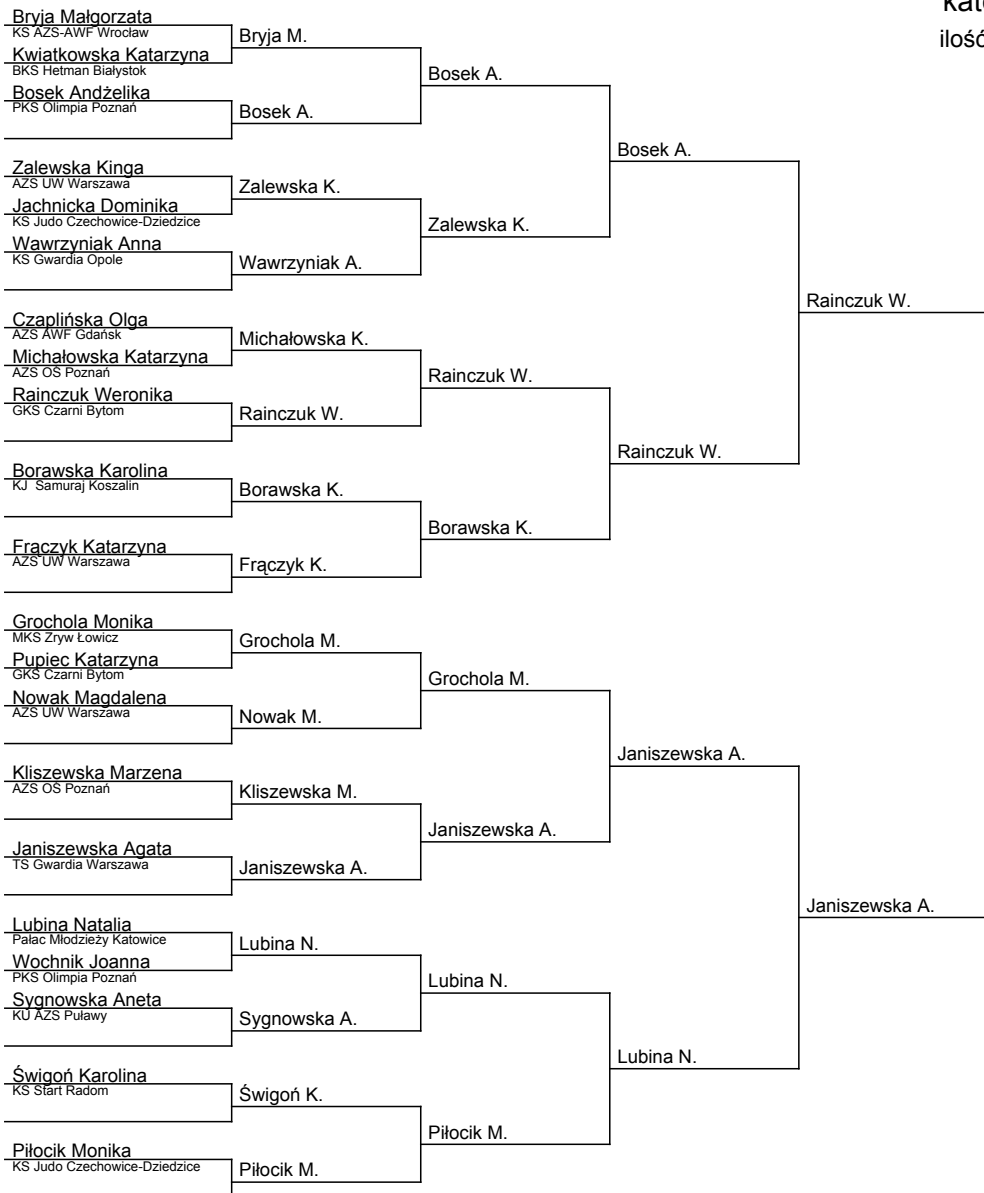 kate
ilość
Bryja Małgorzata
KS AZS-AWF Wrocław
Kwiatkowska Katarzyna
BKS Hetman Białystok
Bosek Andżelika
PKS Olimpia Poznań
Zalewska Kinga
AZS UW Warszawa
Jachnicka Dominika
KS Judo Czechowice-Dziedzice
Wawrzyniak Anna
KS Gwardia Opole
Czaplińska Olga
AZS AWF Gdańsk
Michałowska Katarzyna
AZS OŚ Poznań
Rainczuk Weronika
GKS Czarni Bytom
Borawska Karolina
KJ Samuraj Koszalin
Frączyk Katarzyna
AZS UW Warszawa
Grochola Monika
MKS Zryw Łowicz
Pupiec Katarzyna
GKS Czarni Bytom
Nowak Magdalena
AZS UW Warszawa
Kliszewska Marzena
AZS OŚ Poznań
Janiszewska Agata
TS Gwardia Warszawa
Lubina Natalia
Pałac Młodzieży Katowice
Wochnik Joanna
PKS Olimpia Poznań
Sygnowska Aneta
KU AZS Puławy
Świgoń Karolina
KS Start Radom
Piłocik Monika
KS Judo Czechowice-Dziedzice
Bryja M.
Bosek A.
Zalewska K.
Wawrzyniak A.
Michałowska K.
Rainczuk W.
Borawska K.
Frączyk K.
Grochola M.
Nowak M.
Kliszewska M.
Janiszewska A.
Lubina N.
Sygnowska A.
Świgoń K.
Piłocik M.
Bosek A.
Zalewska K.
Rainczuk W.
Borawska K.
Grochola M.
Janiszewska A.
Lubina N.
Piłocik M.
Bosek A.
Rainczuk W.
Janiszewska A.
Lubina N.
Rainczuk W.
Janiszewska A.